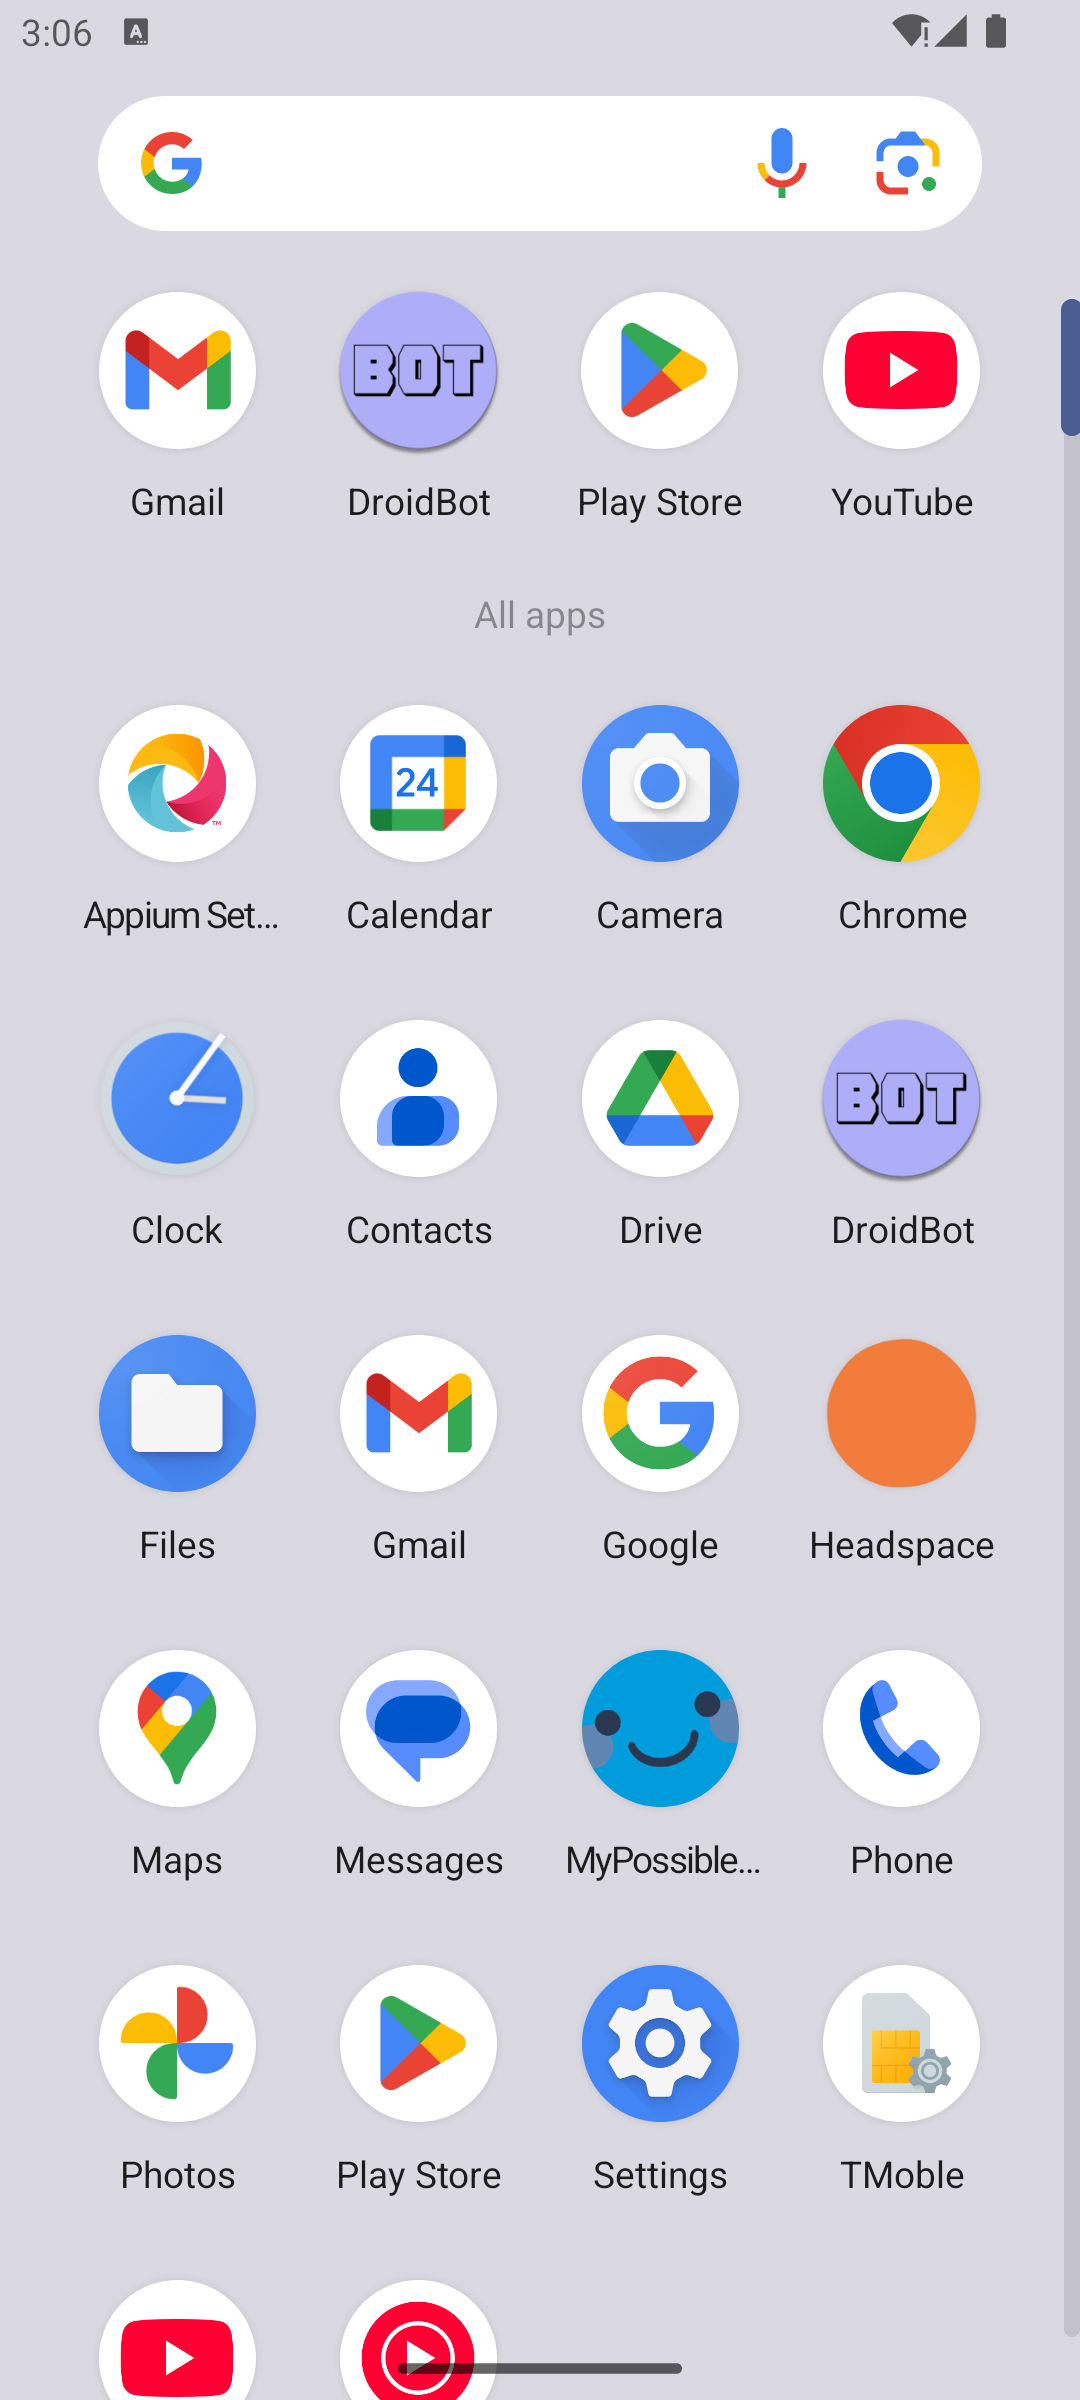 3:06
A
G
Gmail
BOT
DroidBot
Play Store
YouTube
All apps
Appium Set...
24
Calendar
Camera
Chrome
Clock
Contacts
Drive
BOT
DroidBot
Files
Gmail
Google
Headspace
Maps
Messages
MyPossible...
Phone
Photos
Play Store
Settings
TMoble